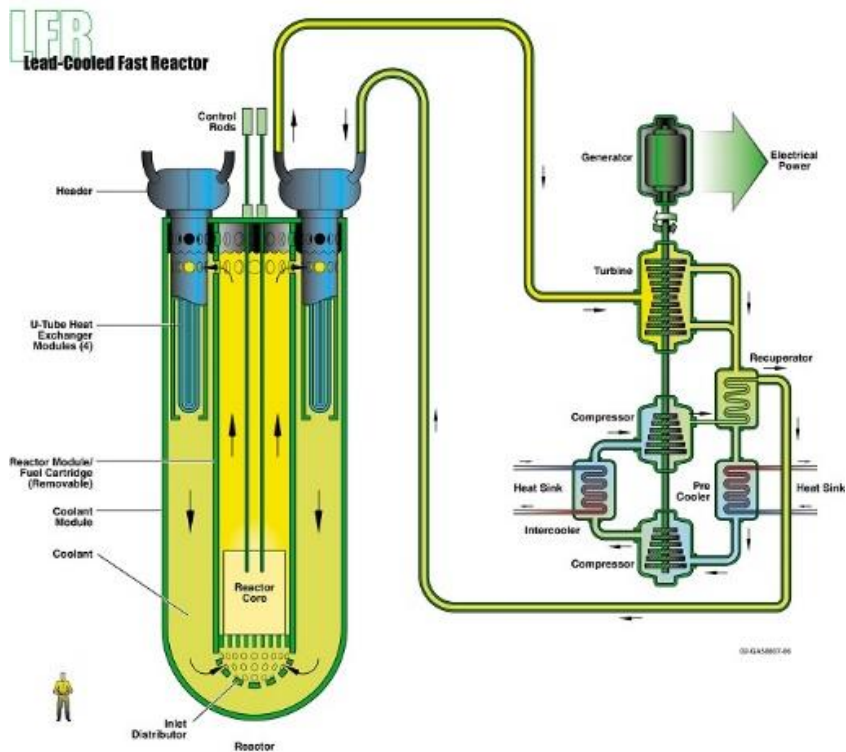 LFR
Lead-Cooled Fast Reactor
Control
Rods
Header
U-Tube Heat
Exchanger
Modules (4)
Reactor Module/
Fuel Cartridge
(Removable)
Coolant
Module
Coolant
Reactor
Core
Inlet
Distributor
Reactor
Generator
Electrical
Power
Turbine
Recuperator
Compressor
Heat Sink
Intercooler
Pre
Cooler
Heat Sink
Compressor